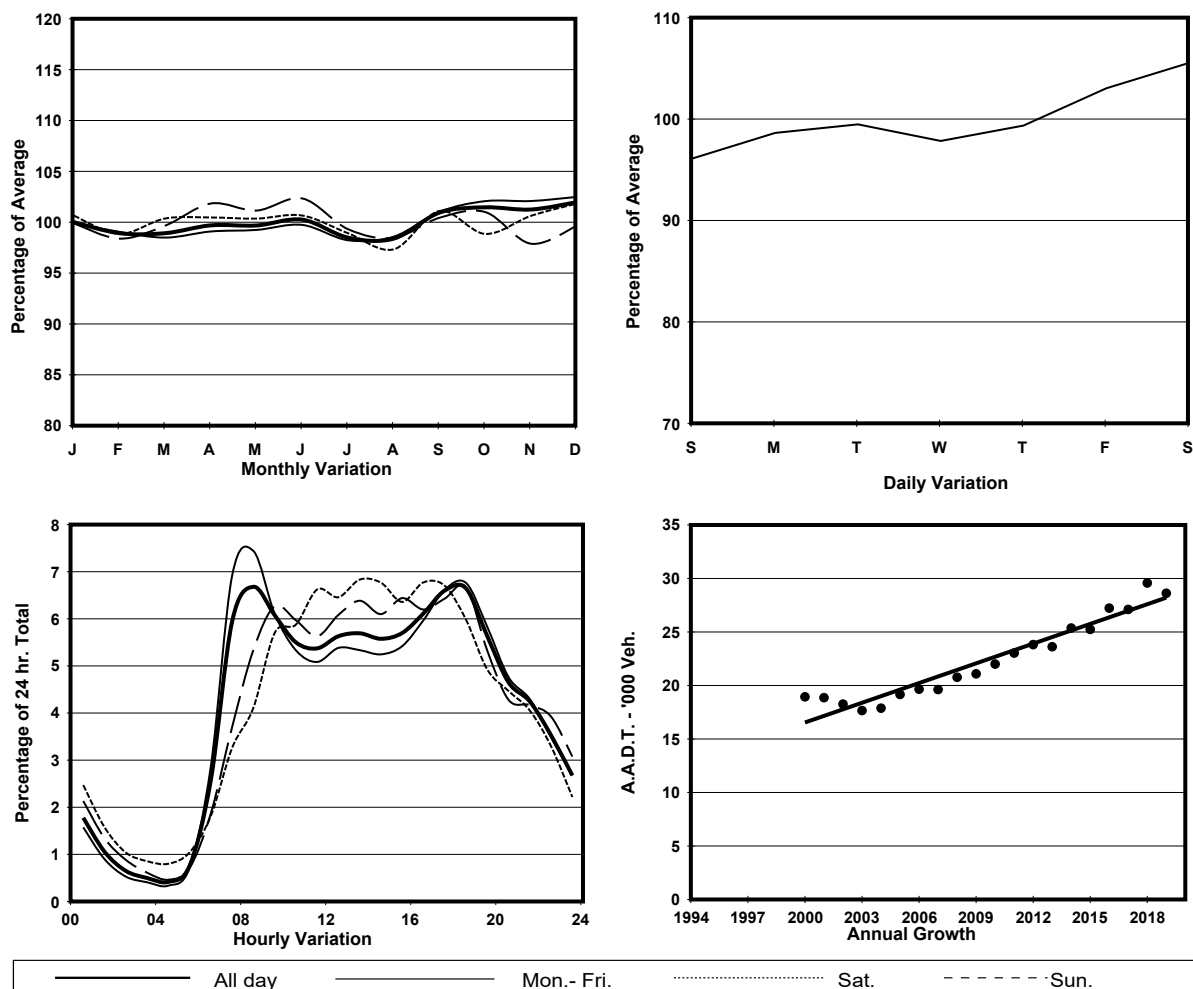 120
115
110
105
100
95
90
85
80
Percentage of Average
J F M A M J J A S O N D
Monthly Variation
110
100
90
80
70
Percentage of Average
S M T W T F S
Daily Variation
8
7
6
5
4
3
2
1
0
Percentage of 24 hr. Total
00 04 08 12 16 20 24
Hourly Variation
35
30
25
20
15
10
5
0
A.A.D.T. - '000 Veh.
1994 1997 2000 2003 2006 2009 2012 2015 2018
Annual Growth
All day Mon.- Fri. Sat. Sun.